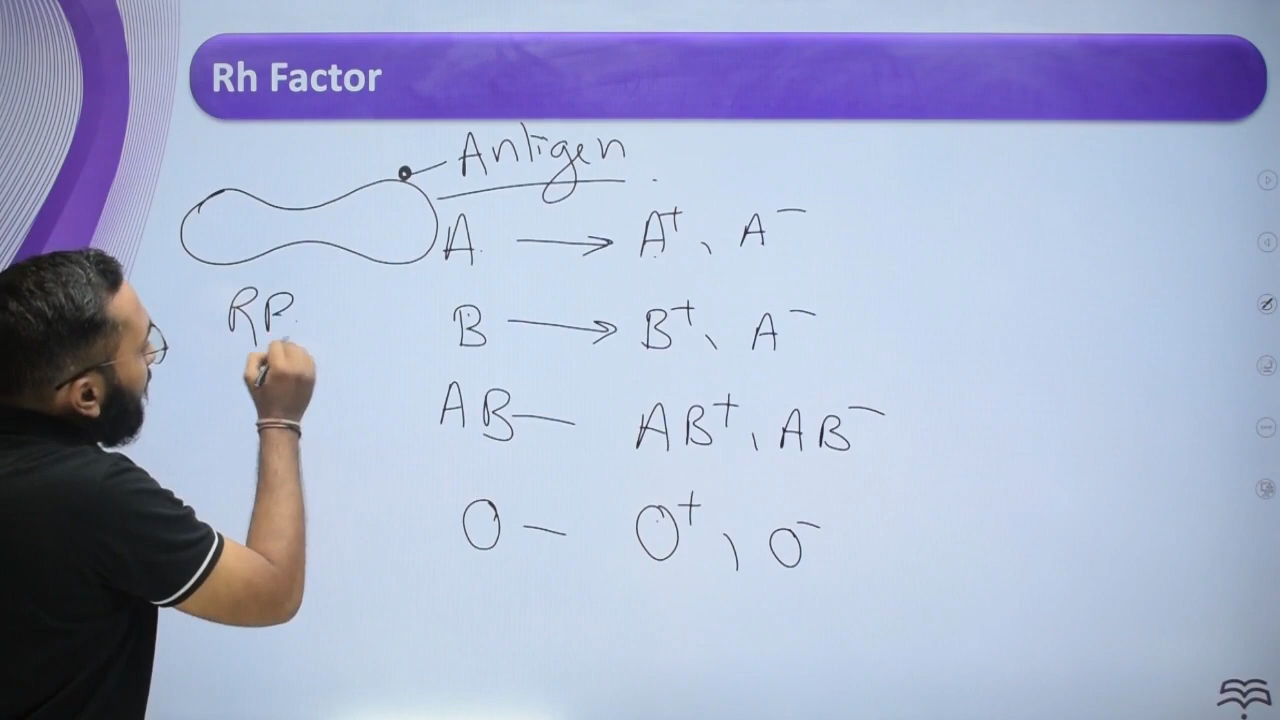 Rh Factor
Antigen
A → A⁺, A⁻
RP
B → B⁺, A⁻
AB — AB⁺, AB⁻
O — O⁺, O⁻